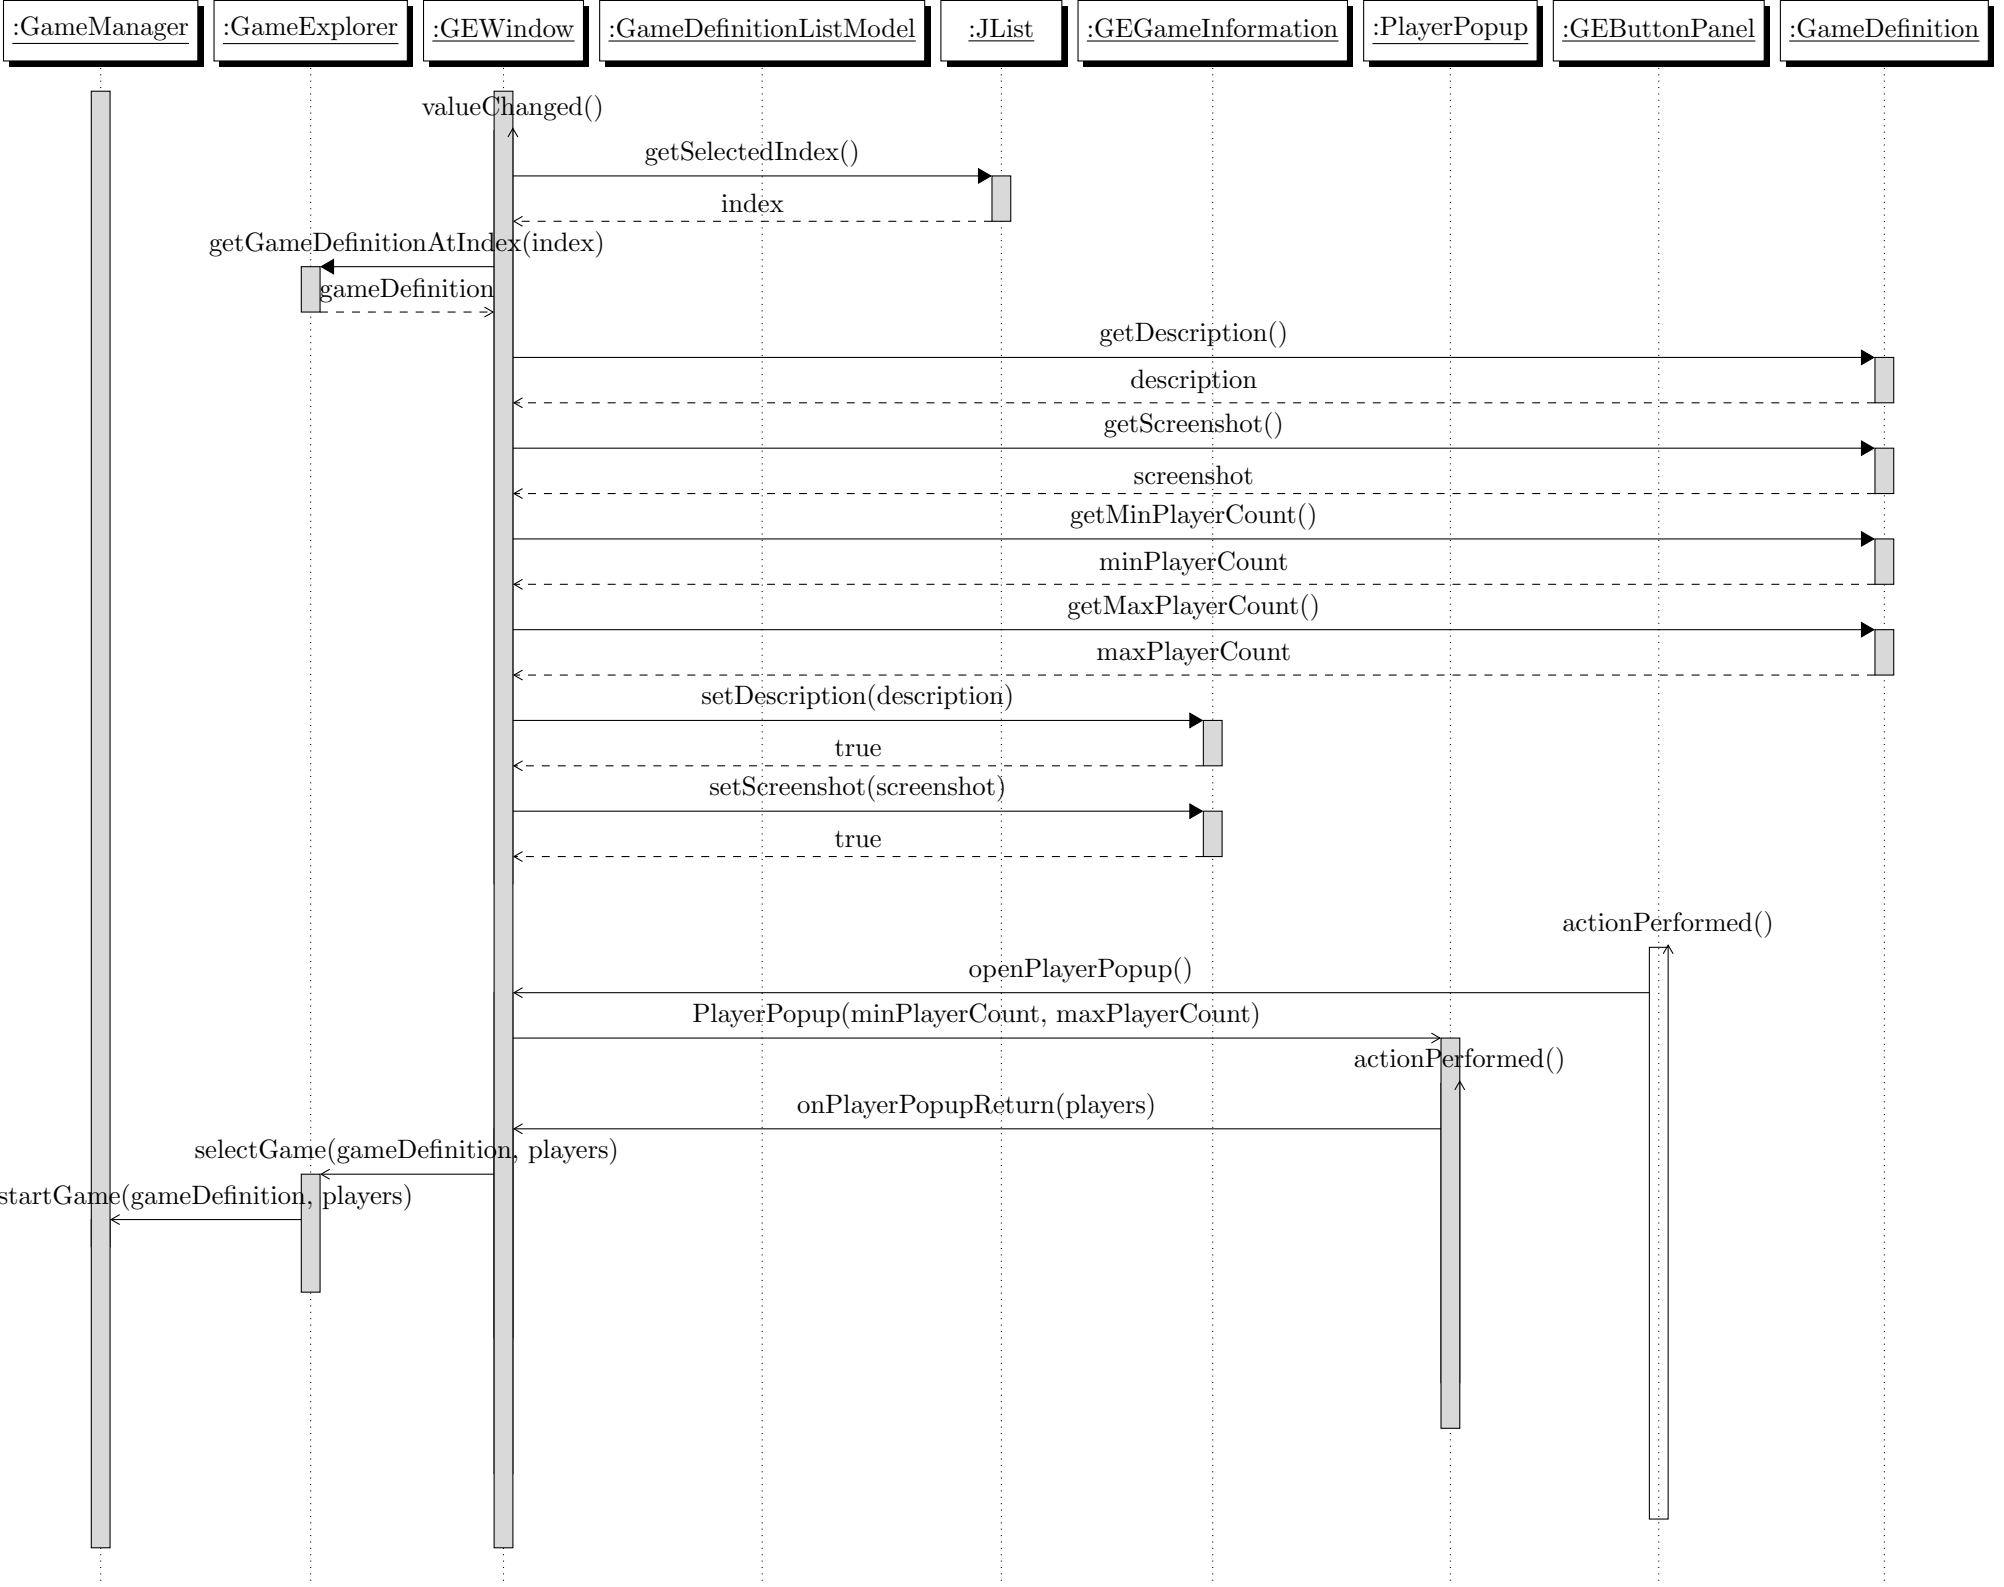 :GameManager
:GameExplorer
:GEWindow
:GameDefinitionListModel
:JList
:GEGameInformation
:PlayerPopup
:GEButtonPanel
:GameDefinition
valueChanged()
getSelectedIndex()
index
getGameDefinitionAtIndex(index)
gameDefinition
getDescription()
description
getScreenshot()
screenshot
getMinPlayerCount()
minPlayerCount
getMaxPlayerCount()
maxPlayerCount
setDescription(description)
true
setScreenshot(screenshot)
true
actionPerformed()
openPlayerPopup()
PlayerPopup(minPlayerCount, maxPlayerCount)
actionPerformed()
onPlayerPopupReturn(players)
selectGame(gameDefinition, players)
startGame(gameDefinition, players)